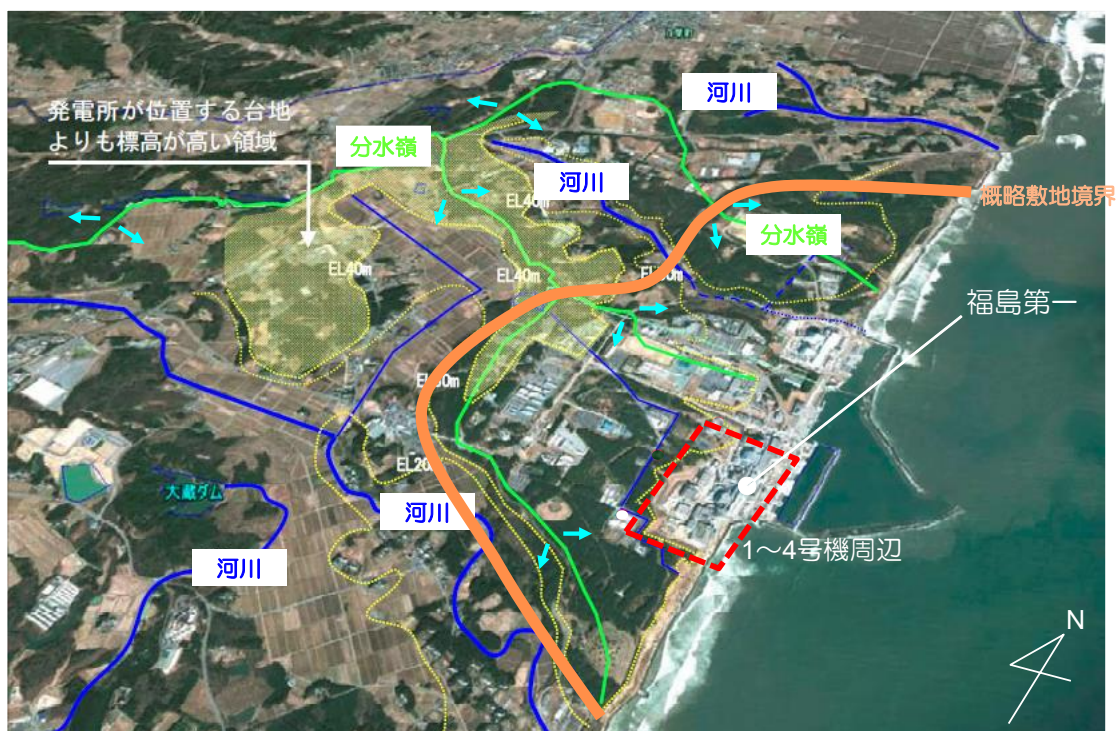 河川
発電所が位置する台地
よりも標高が高い領域
分水嶺
河川
EL40m
概略敷地境界
分水嶺
EL40m
EL40m
福島第一
EL20
大蔵ダム
河川
1〜4号機周辺
河川
N